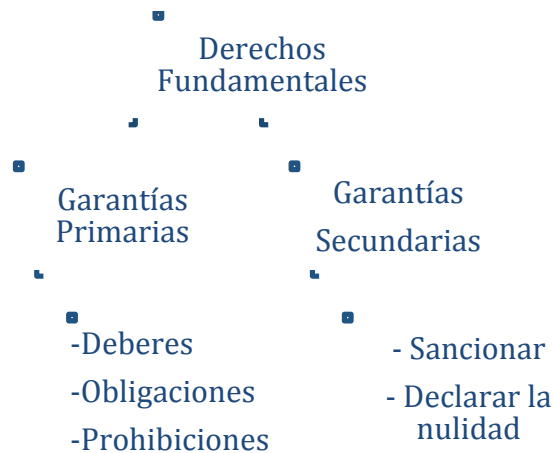 Derechos
Fundamentales
Garantías
Primarias
Garantías
Secundarias
-Deberes
-Obligaciones
-Prohibiciones
- Sancionar
- Declarar la
nulidad